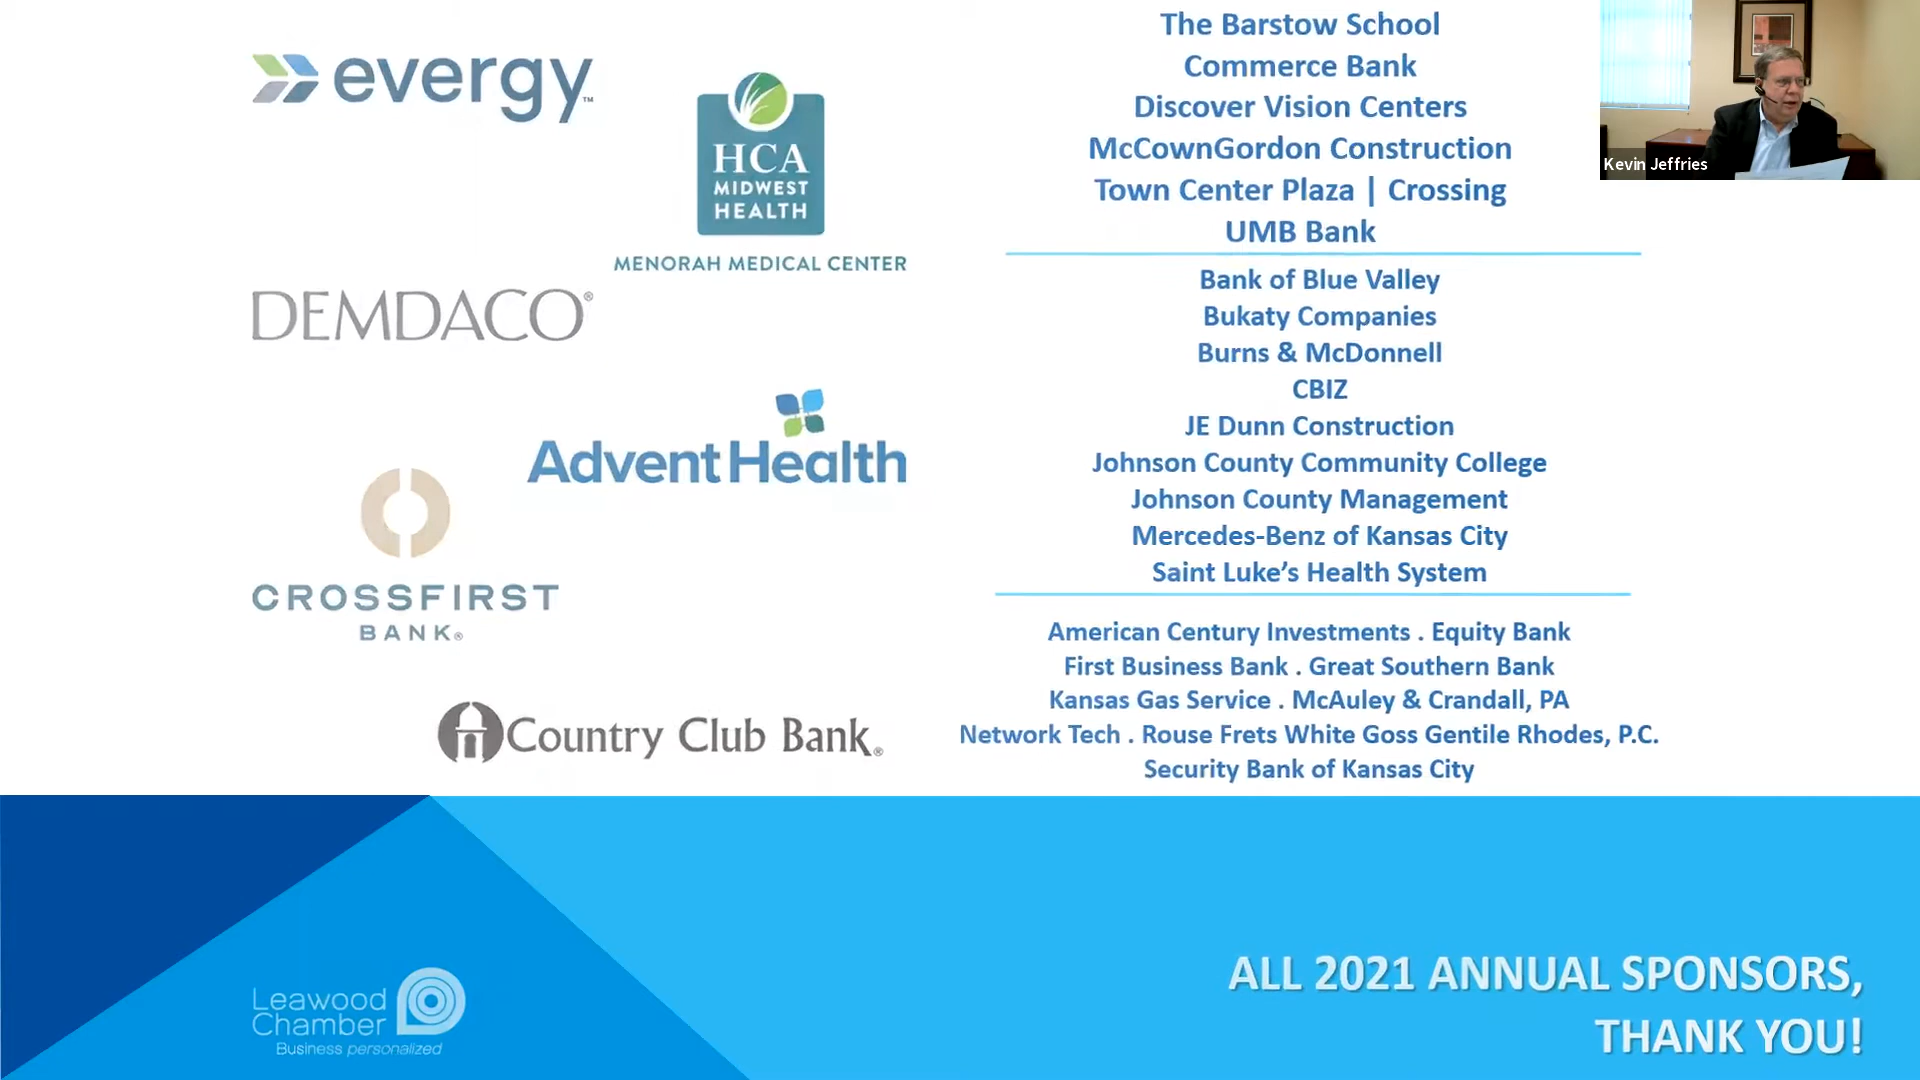 evergy™
HCA
MIDWEST
HEALTH
MENORAH MEDICAL CENTER
DEMDACO®
AdventHealth
CROSSFIRST
BANK®
Country Club Bank®
The Barstow School
Commerce Bank
Discover Vision Centers
McCownGordon Construction
Town Center Plaza | Crossing
UMB Bank
Bank of Blue Valley
Bukaty Companies
Burns & McDonnell
CBIZ
JE Dunn Construction
Johnson County Community College
Johnson County Management
Mercedes-Benz of Kansas City
Saint Luke’s Health System
American Century Investments . Equity Bank
First Business Bank . Great Southern Bank
Kansas Gas Service . McAuley & Crandall, PA
Network Tech . Rouse Frets White Goss Gentile Rhodes, P.C.
Security Bank of Kansas City
Kevin Jeffries
Leawood
Chamber
Business personalized
ALL 2021 ANNUAL SPONSORS,
THANK YOU!